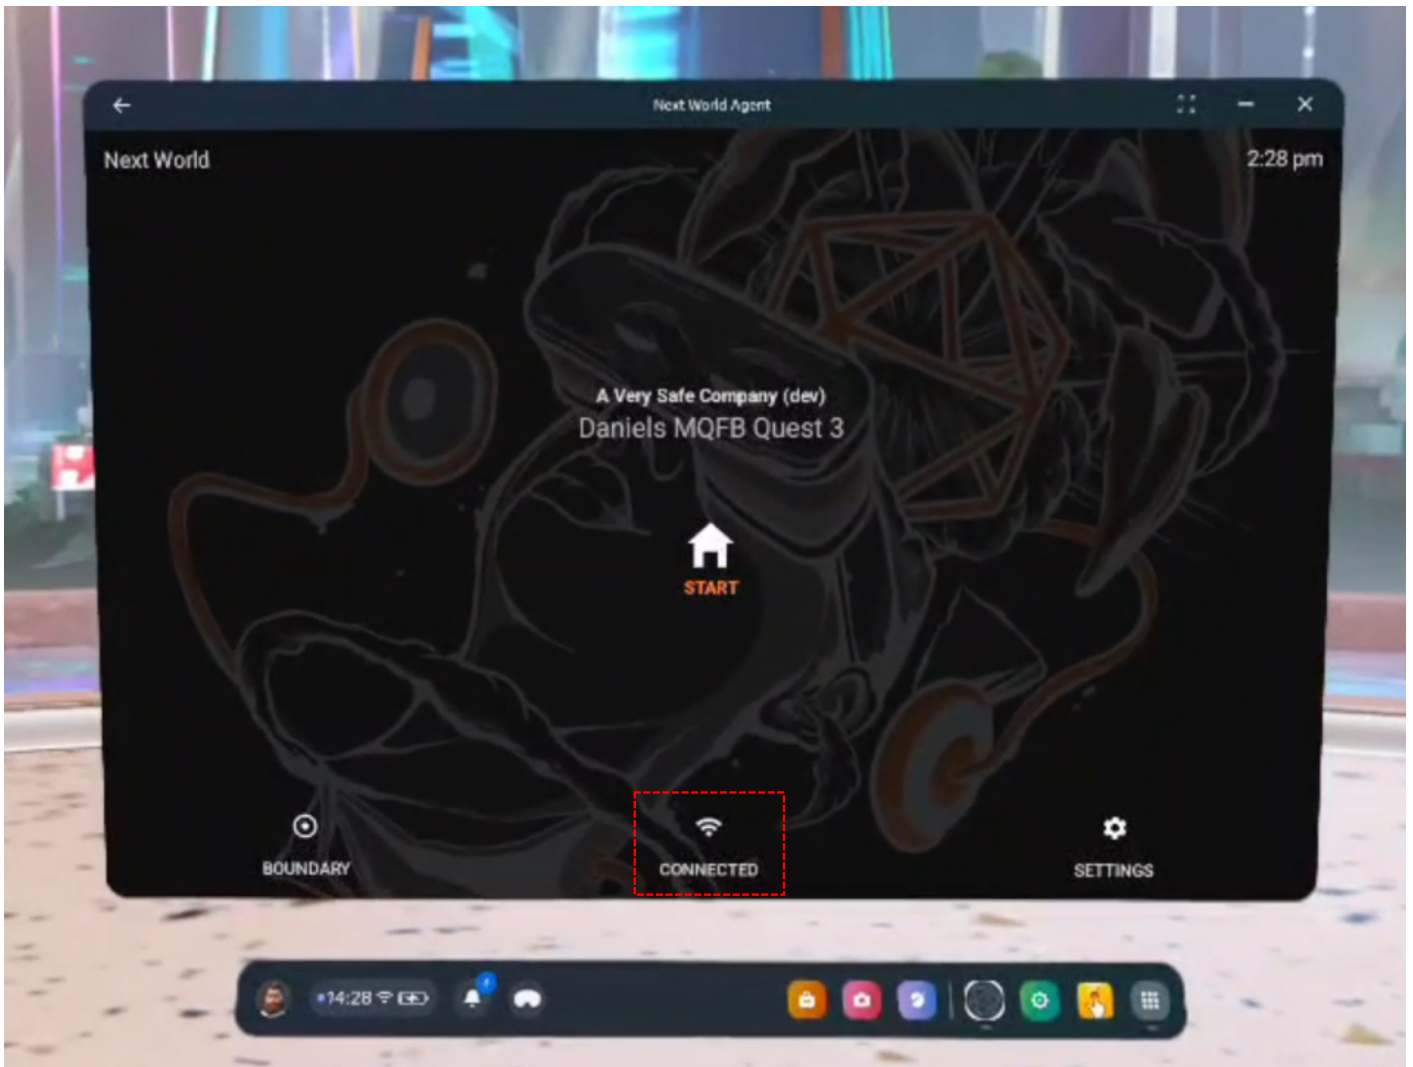 Next World Agent
Next World
2:28 pm
A Very Safe Company (dev)
Daniels MQFB Quest 3
START
BOUNDARY
CONNECTED
SETTINGS
14:28